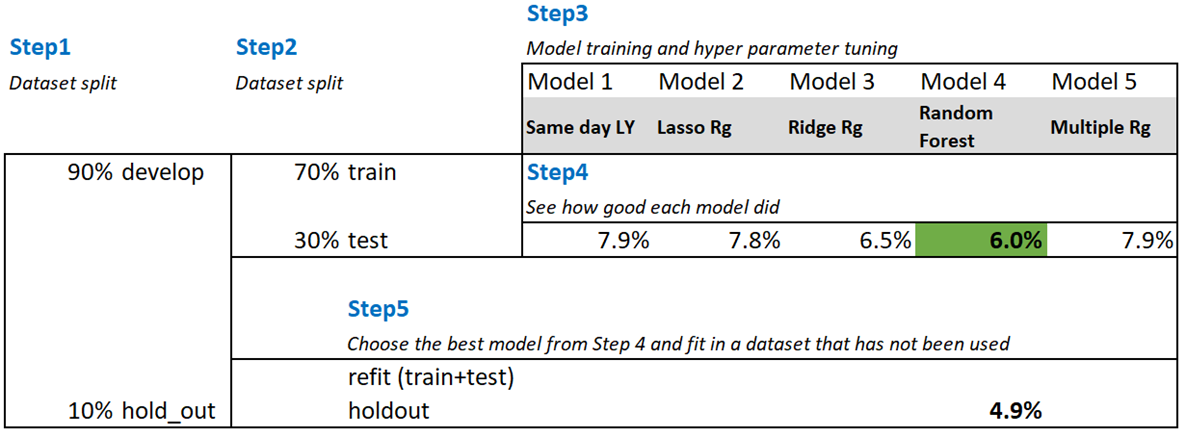 Step3
Step1 Step2 Model training and hyper parameter tuning
Dataset split Dataset split Model 1 Model 2 Model 3 Model 4 Model 5
Same day LY Lasso Rg Ridge Rg Random Forest Multiple Rg
90% develop 70% train Step4
See how good each model did
30% test 7.9% 7.8% 6.5% 6.0% 7.9%
Step5
Choose the best model from Step 4 and fit in a dataset that has not been used
refit (train+test)
10% hold_out holdout 4.9%